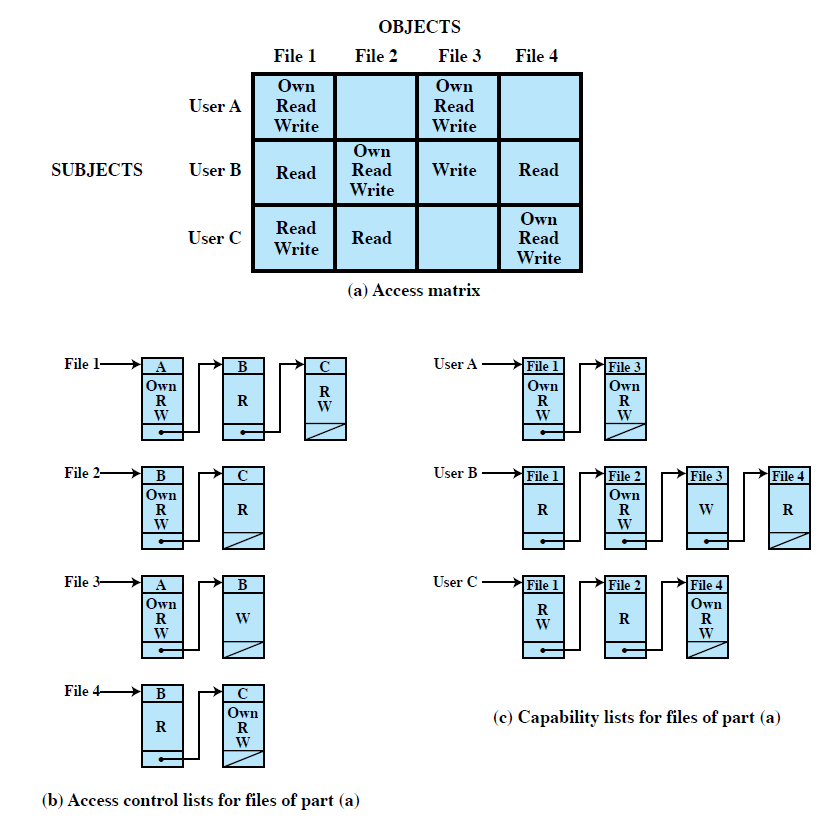 OBJECTS
File 1 File 2 File 3 File 4
SUBJECTS
User A
Own
Read
Write
Own
Read
Write
User B
Read
Own
Read
Write
Write
Read
User C
Read
Write
Read
Own
Read
Write
(a) Access matrix
File 1
A
Own
R
W
B
R
C
R
W
File 2
B
Own
R
W
C
R
File 3
A
Own
R
W
B
W
File 4
B
R
C
Own
R
W
(b) Access control lists for files of part (a)
User A
File 1
Own
R
W
File 3
Own
R
W
User B
File 1
R
File 2
Own
R
W
File 3
W
File 4
R
User C
File 1
R
W
File 2
R
File 4
Own
R
W
(c) Capability lists for files of part (a)